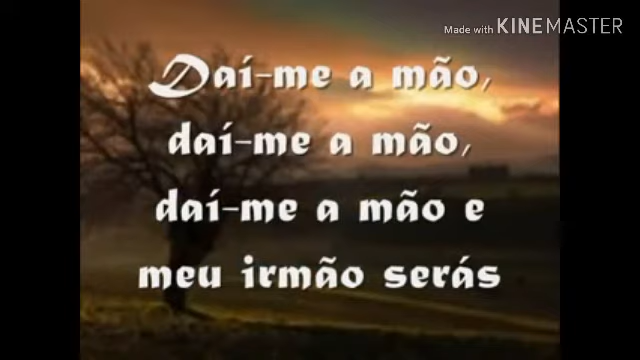 Made with KINEMASTER
Daí-me a mão,
daí-me a mão,
daí-me a mão e
meu irmão serás